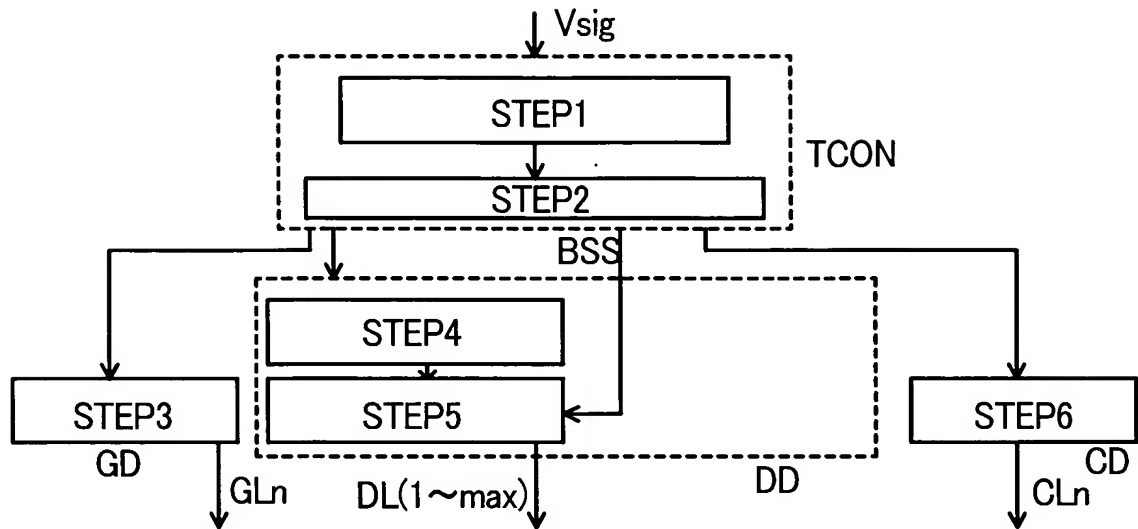 Vsig
STEP1
TCON
STEP2
BSS
STEP4
STEP3
STEP5
STEP6
GD
DD
CD
GLn
DL(1～max)
CLn